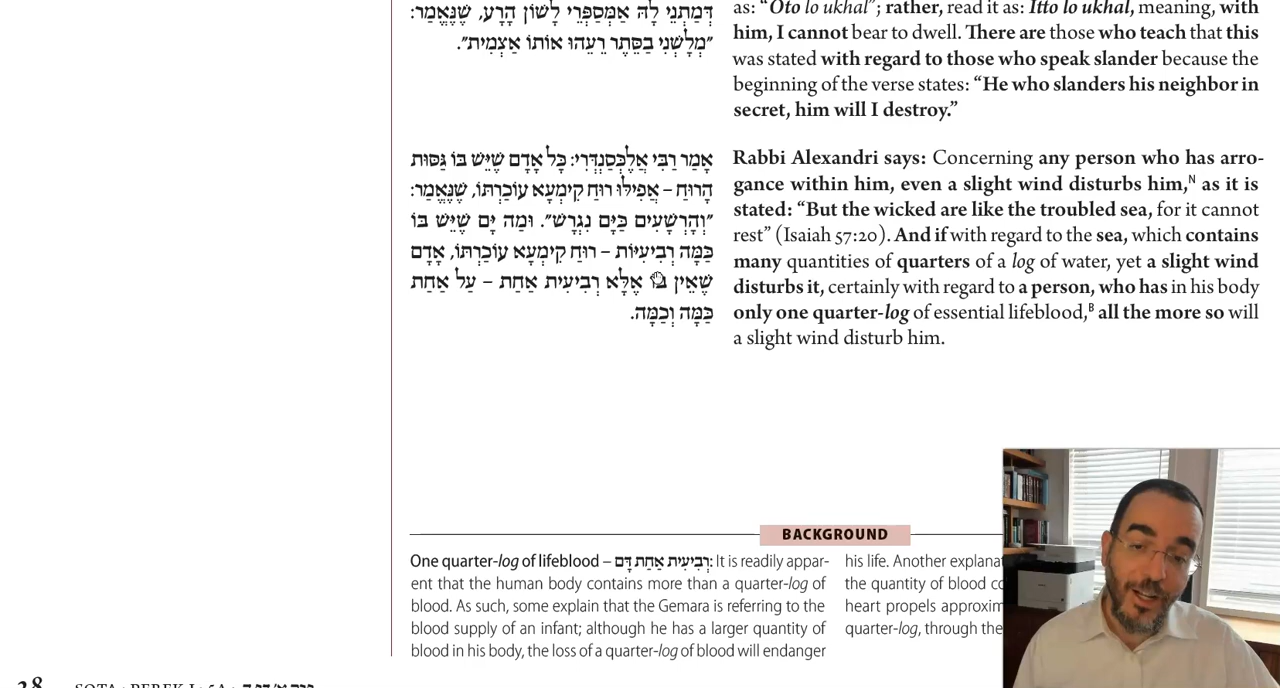 דְּמַתְנֵי לָהּ אַמְסַפְּרֵי לָשׁוֹן הָרָע, שֶׁנֶּאֱמַר:
״מְלָשְׁנִי בַסֵּתֶר רֵעֵהוּ אוֹתוֹ אַצְמִית״.
אָמַר רַבִּי אֲלֶכְּסַנְדְּרִי: כׇּל אָדָם שֶׁיֵּשׁ בּוֹ גַּסּוּת
הָרוּחַ – אֲפִילּוּ רוּחַ קִימְעָא עוֹכַרְתּוֹ, שֶׁנֶּאֱמַר:
״וְהָרְשָׁעִים כַּיָּם נִגְרָשׁ״. וּמַה יָּם שֶׁיֵּשׁ בּוֹ
כַּמָּה רְבִיעִיּוֹת – רוּחַ קִימְעָא עוֹכַרְתּוֹ, אָדָם
שֶׁאֵין אֶלָּא רְבִיעִית אַחַת – עַל אַחַת
כַּמָּה וְכַמָּה.
as: “Oto lo ukhal”; rather, read it as: Itto lo ukhal, meaning, with
him, I cannot bear to dwell. There are those who teach that this
was stated with regard to those who speak slander because the
beginning of the verse states: “He who slanders his neighbor in
secret, him will I destroy.”
Rabbi Alexandri says: Concerning any person who has arro-
gance within him, even a slight wind disturbs him,N as it is
stated: “But the wicked are like the troubled sea, for it cannot
rest” (Isaiah 57:20). And if with regard to the sea, which contains
many quantities of quarters of a log of water, yet a slight wind
disturbs it, certainly with regard to a person, who has in his body
only one quarter-log of essential lifeblood,B all the more so will
a slight wind disturb him.
BACKGROUND
One quarter-log of lifeblood – רְבִיעִית אַחַת דָּם: It is readily appar-
ent that the human body contains more than a quarter-log of
blood. As such, some explain that the Gemara is referring to the
blood supply of an infant; although he has a larger quantity of
blood in his body, the loss of a quarter-log of blood will endanger
his life. Another explana
the quantity of blood co
heart propels approxim
quarter-log, through the
28 SOTA · PEREK I · 5A